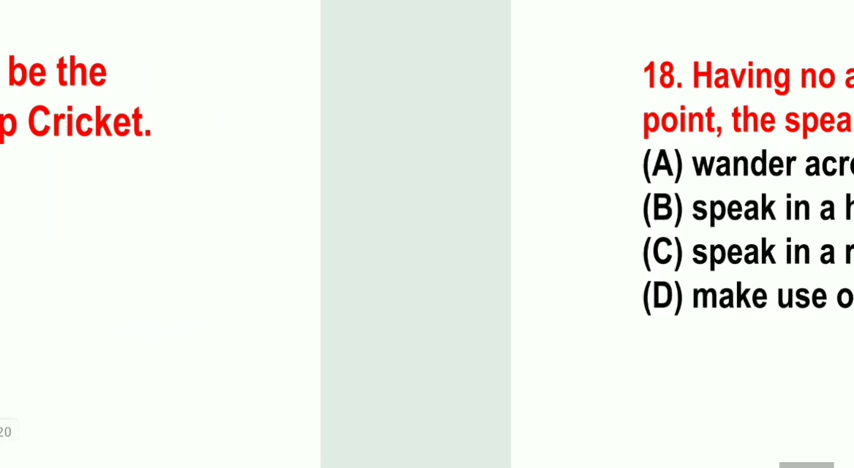 be the
Cricket.
20
18. Having no
point, the
(A) wander
(B) speak in a
(C) speak in a
(D) make use